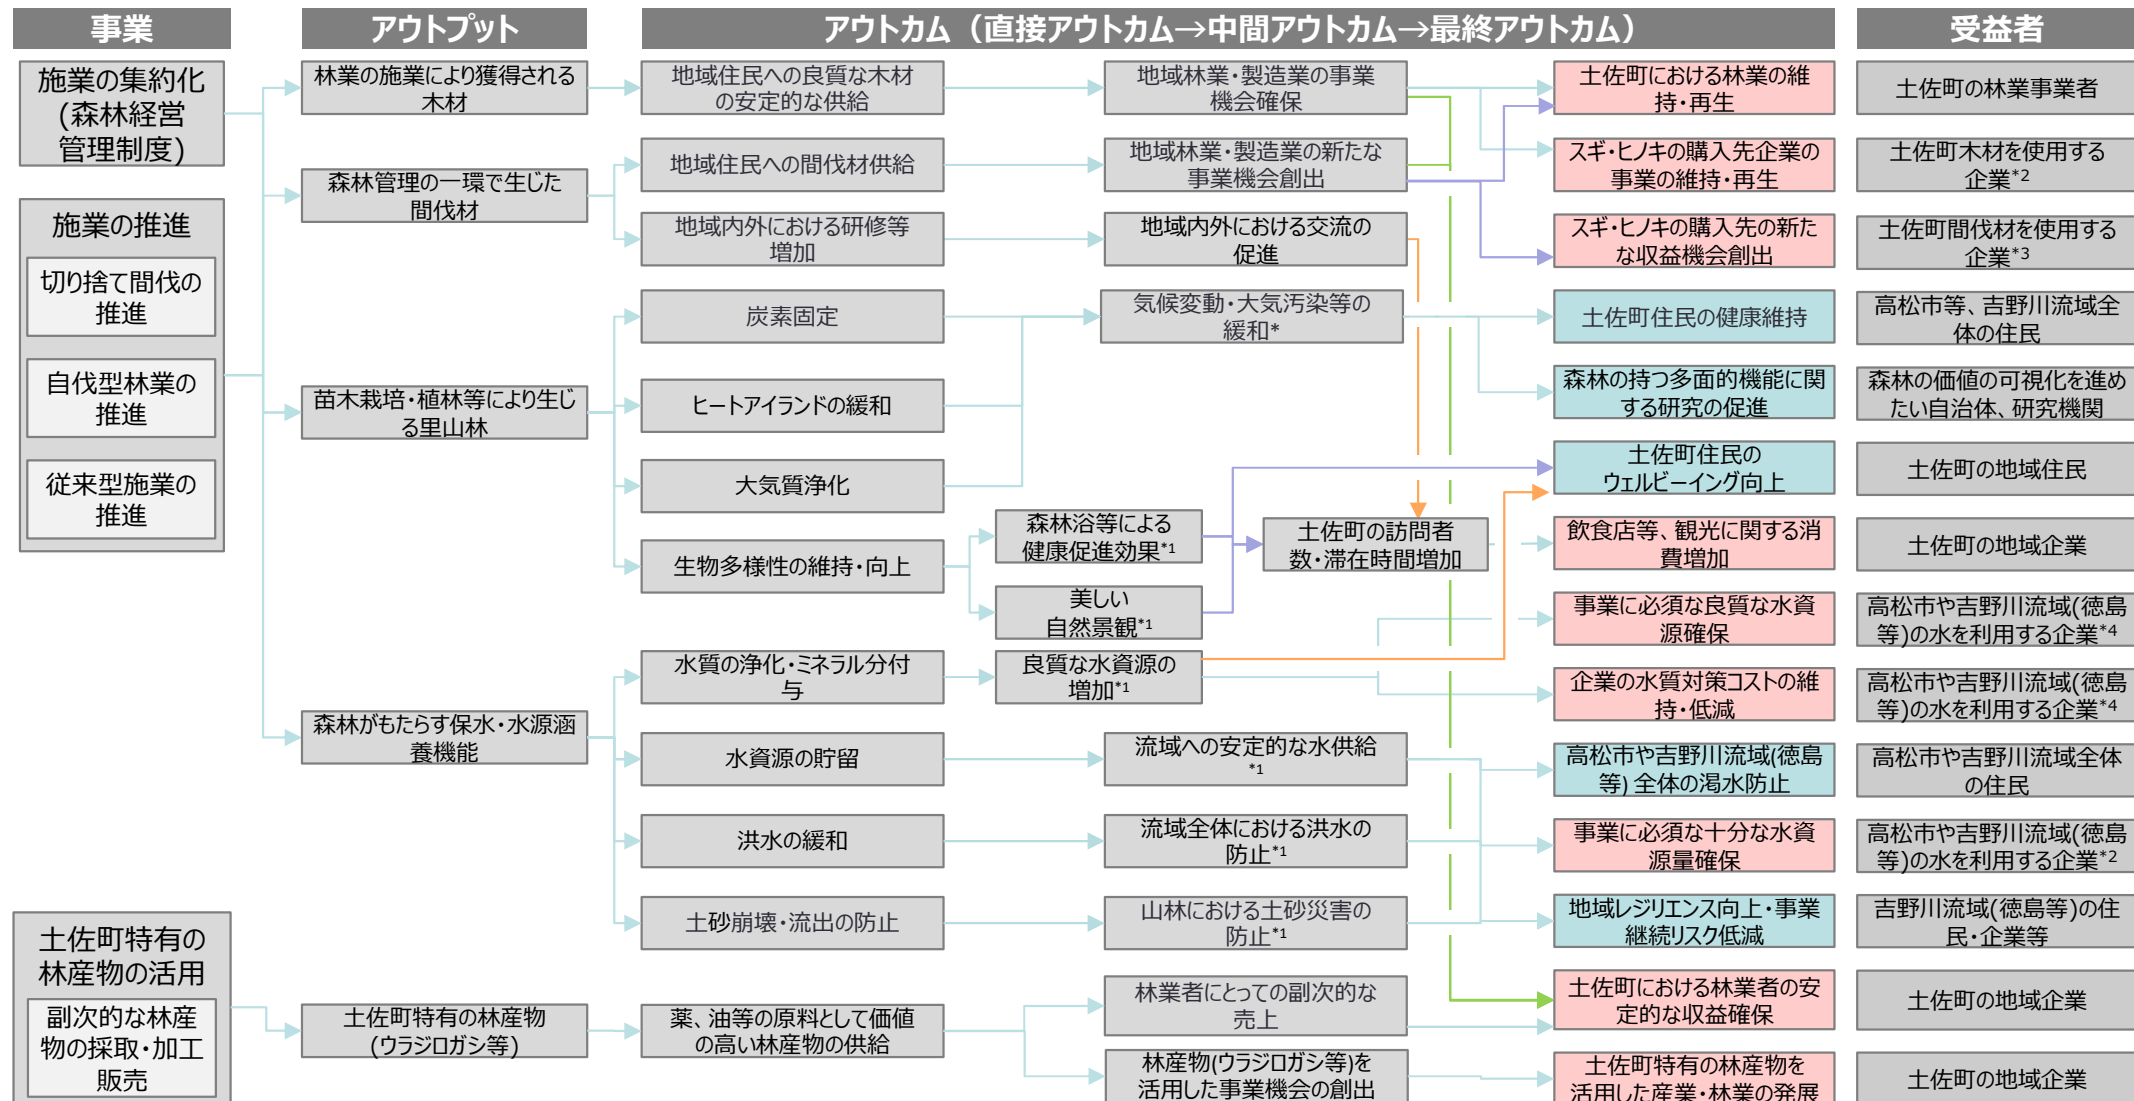 事業
アウトプット
アウトカム（直接アウトカム→中間アウトカム→最終アウトカム）
受益者
施業の集約化
(森林経営
管理制度)
施業の推進
切り捨て間伐の
推進
自伐型林業の
推進
従来型施業の
推進
土佐町特有の
林産物の活用
副次的な林産
物の採取・加工
販売
林業の施業により獲得される
木材
森林管理の一環で生じた
間伐材
苗木栽培・植林等により生じ
る里山林
森林がもたらす保水・水源涵
養機能
土佐町特有の林産物
(ウラジロガシ等)
地域住民への良質な木材
の安定的な供給
地域住民への間伐材供給
地域内外における研修等
増加
炭素固定
ヒートアイランドの緩和
大気質浄化
生物多様性の維持・向上
水質の浄化・ミネラル分付
与
水資源の貯留
洪水の緩和
土砂崩壊・流出の防止
薬、油等の原料として価値
の高い林産物の供給
地域林業・製造業の事業
機会確保
地域林業・製造業の新たな
事業機会創出
地域内外における交流の
促進
気候変動・大気汚染等の
緩和*
森林浴等による
健康促進効果*1
美しい
自然景観*1
土佐町の訪問者
数・滞在時間増加
良質な水資源の
増加*1
流域への安定的な水供給
*1
流域全体における洪水の
防止*1
山林における土砂災害の
防止*1
林業者にとっての副次的な
売上
林産物(ウラジロガシ等)を
活用した事業機会の創出
土佐町における林業の維
持・再生
スギ・ヒノキの購入先企業の
事業の維持・再生
スギ・ヒノキの購入先の新た
な収益機会創出
土佐町住民の健康維持
森林の持つ多面的機能に関
する研究の促進
土佐町住民の
ウェルビーイング向上
飲食店等、観光に関する消
費増加
事業に必須な良質な水資
源確保
企業の水質対策コストの維
持・低減
高松市や吉野川流域(徳島
等) 全体の渇水防止
事業に必須な十分な水資
源量確保
地域レジリエンス向上・事業
継続リスク低減
土佐町における林業者の安
定的な収益確保
土佐町特有の林産物を
活用した産業・林業の発展
土佐町の林業事業者
土佐町木材を使用する
企業*2
土佐町間伐材を使用する
企業*3
高松市等、吉野川流域全
体の住民
森林の価値の可視化を進め
たい自治体、研究機関
土佐町の地域住民
土佐町の地域企業
高松市や吉野川流域(徳島
等)の水を利用する企業*4
高松市や吉野川流域(徳島
等)の水を利用する企業*4
高松市や吉野川流域全体
の住民
高松市や吉野川流域(徳島
等)の水を利用する企業*2
吉野川流域(徳島等)の住
民・企業等
土佐町の地域企業
土佐町の地域企業